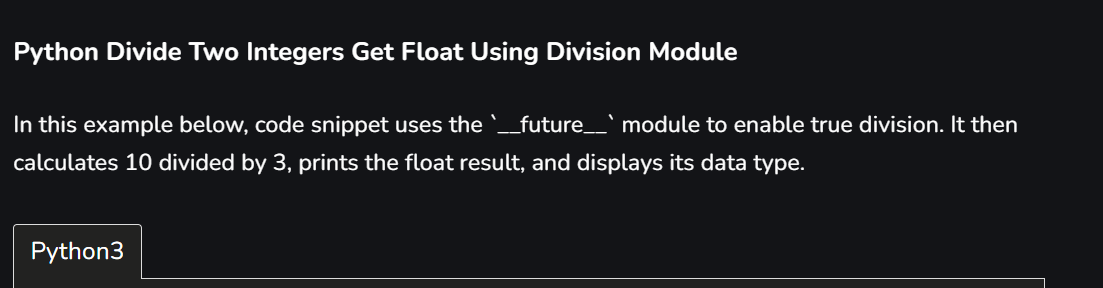 Python Divide Two Integers Get Float Using Division Module
In this example below, code snippet uses the `__future__` module to enable true division. It then
calculates 10 divided by 3, prints the float result, and displays its data type.
Python3